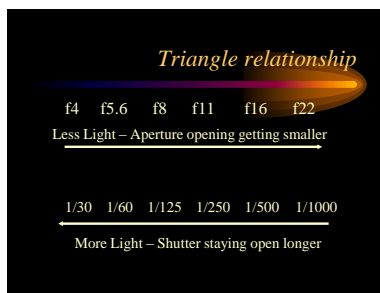 Triangle relationship
f4 f5.6 f8 f11 f16 f22
Less Light – Aperture opening getting smaller
1/30 1/60 1/125 1/250 1/500 1/1000
More Light – Shutter staying open longer